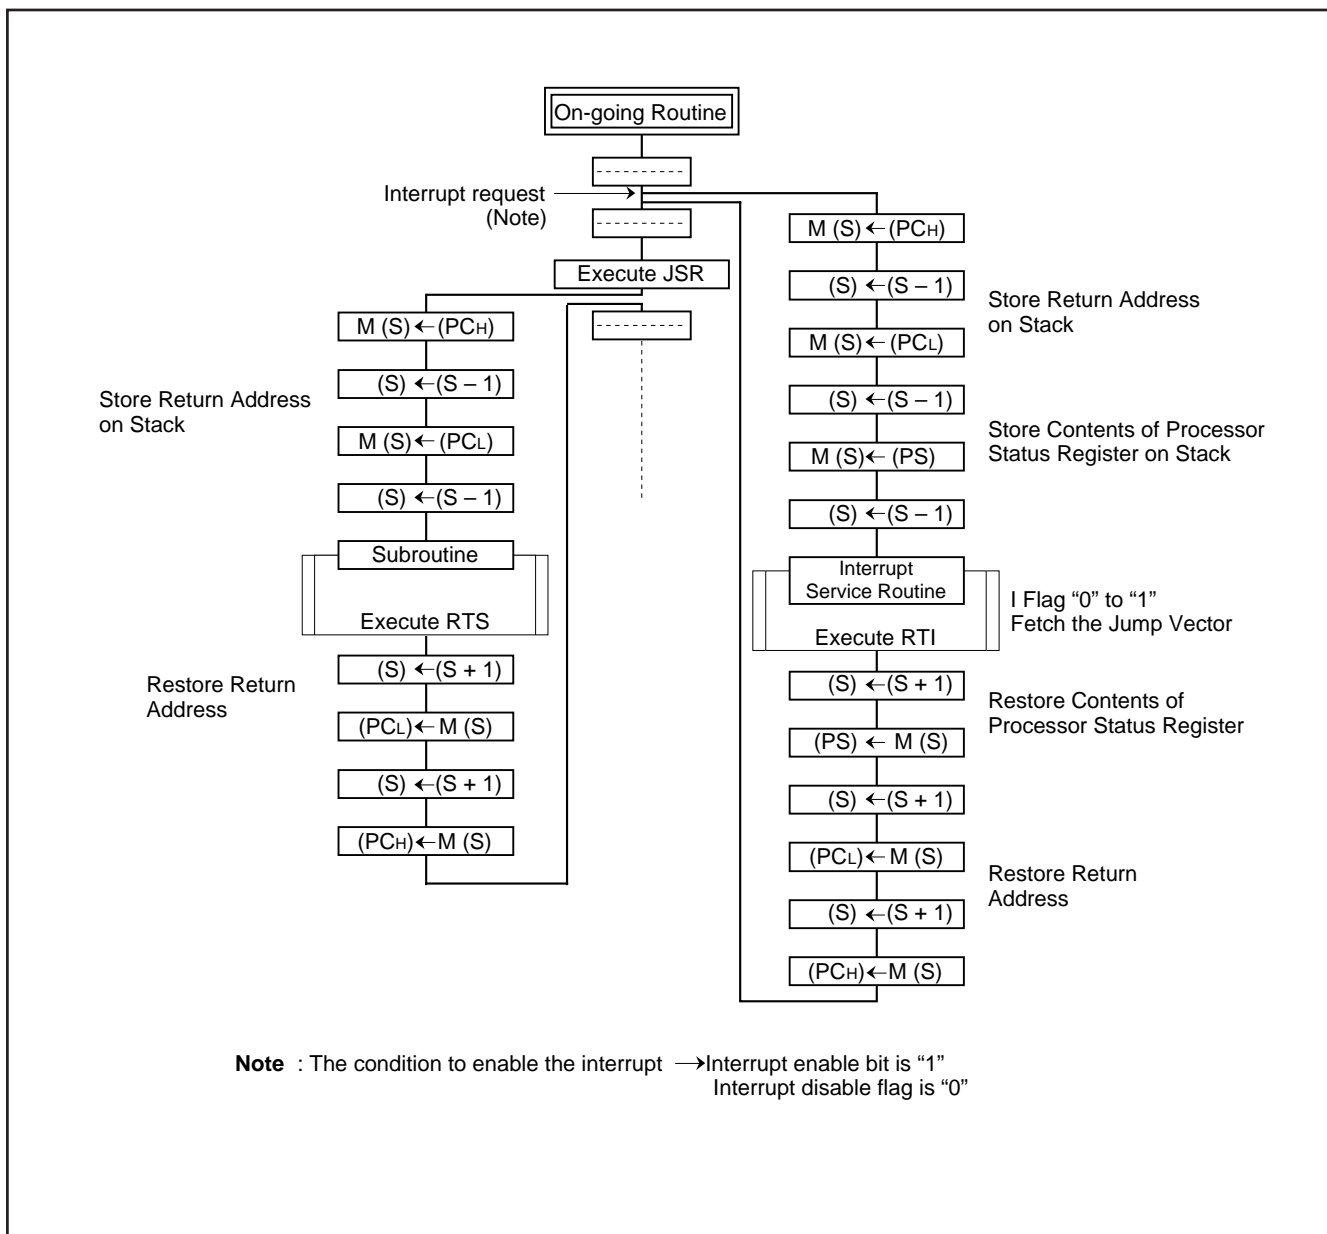 On-going Routine
Interrupt request
(Note)
Execute JSR
M (S) ← (PCH)
(S) ← (S – 1)
M (S) ← (PCL)
(S) ← (S – 1)
Store Return Address
on Stack
Subroutine
Execute RTS
(S) ← (S + 1)
(PCL) ← M (S)
(S) ← (S + 1)
(PCH) ← M (S)
Restore Return
Address
M (S) ← (PCH)
(S) ← (S – 1)
M (S) ← (PCL)
(S) ← (S – 1)
M (S) ← (PS)
(S) ← (S – 1)
Store Return Address
on Stack
Store Contents of Processor
Status Register on Stack
Interrupt
Service Routine
Execute RTI
I Flag “0” to “1”
Fetch the Jump Vector
(S) ← (S + 1)
(PS) ← M (S)
(S) ← (S + 1)
(PCL) ← M (S)
(S) ← (S + 1)
(PCH) ← M (S)
Restore Contents of
Processor Status Register
Restore Return
Address
Note : The condition to enable the interrupt → Interrupt enable bit is “1”
Interrupt disable flag is “0”